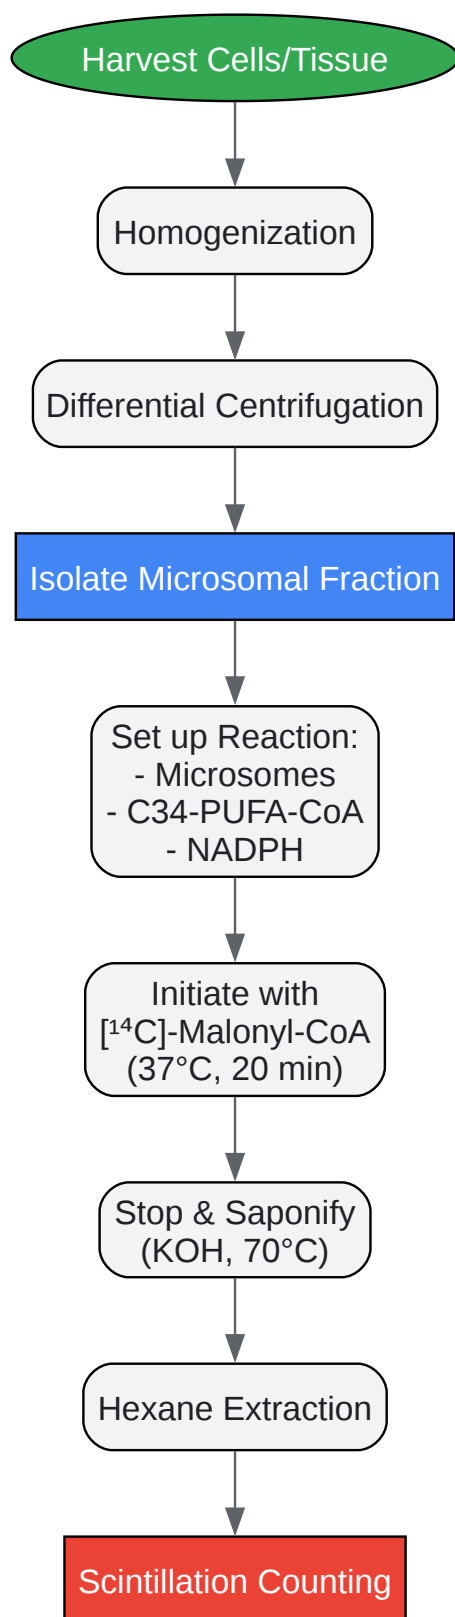 Harvest Cells/Tissue
Homogenization
Differential Centrifugation
Isolate Microsomal Fraction
Set up Reaction:
- Microsomes
- C34-PUFA-CoA
- NADPH
Initiate with
[¹⁴C]-Malonyl-CoA
(37°C, 20 min)
Stop & Saponify
(KOH, 70°C)
Hexane Extraction
Scintillation Counting